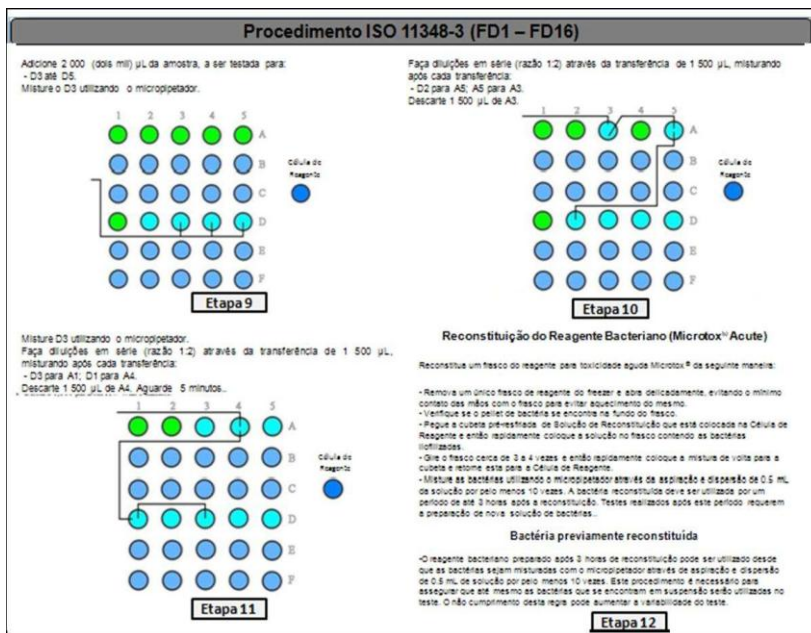 Procedimento ISO 11348-3 (FD1 – FD16)
Adicione 2 000 (dois mil) µL da amostra, a ser testada para:
- D3 até D5.
Misture o D3 utilizando o micropipetador.
1 2 3 4 5
A
B
C
D
E
F
Célula de
Reagente
Etapa 9
Faça diluições em série (razão 1:2) através da transferência de 1 500 µL, misturando
após cada transferência:
- D2 para A5; A5 para A3.
Descarte 1 500 µL de A3.
1 2 3 4 5
A
B
C
D
E
F
Célula de
Reagente
Etapa 10
Misture D3 utilizando o micropipetador.
Faça diluições em série (razão 1:2) através da transferência de 1 500 µL,
misturando após cada transferência:
- D3 para A1; D1 para A4.
Descarte 1 500 µL de A4. Aguarde 5 minutos..
1 2 3 4 5
A
B
C
D
E
F
Célula de
Reagente
Etapa 11
Reconstituição do Reagente Bacteriano (Microtox Acute)
Reconstitua um frasco do reagente para toxicidade aguda Microtox® da seguinte maneira:
• Remova um único frasco de reagente do freezer e abra delicadamente, evitando o mínimo
contato das mãos com o frasco para evitar aquecimento do mesmo.
• Verifique se o pellet de bactéria se encontra na fundo do frasco.
• Pegue a cubeta pré-resfriada de Solução de Reconstituição que está colocada na Célula de
Reagente e então rapidamente coloque a solução no frasco contendo as bactérias
liofilizadas.
• Gire o frasco cerca de 3 a 4 vezes e então rapidamente coloque a mistura de volta para a
cubeta e retorne esta para a Célula de Reagente.
• Misture as bactérias utilizando o micropipetador através da aspiração e dispersão de 0.5 mL
da solução por pelo menos 10 vezes. A bactéria reconstituída deve ser utilizada por um
período de até 3 horas após a reconstituição. Testes realizados após este período requerem
a preparação de nova solução de bactérias..
Bactéria previamente reconstituída
•O reagente bacteriano preparado após 3 horas de reconstituição pode ser utilizado desde
que as bactérias sejam misturadas com o micropipetador através de aspiração e dispersão
de 0.5 mL de solução por pelo menos 10 vezes. Este procedimento é necessário para
assegurar que até mesmo as bactérias que se encontram em suspensão serão utilizadas no
teste. O não cumprimento desta regra pode aumentar a variabilidade do teste.
Etapa 12